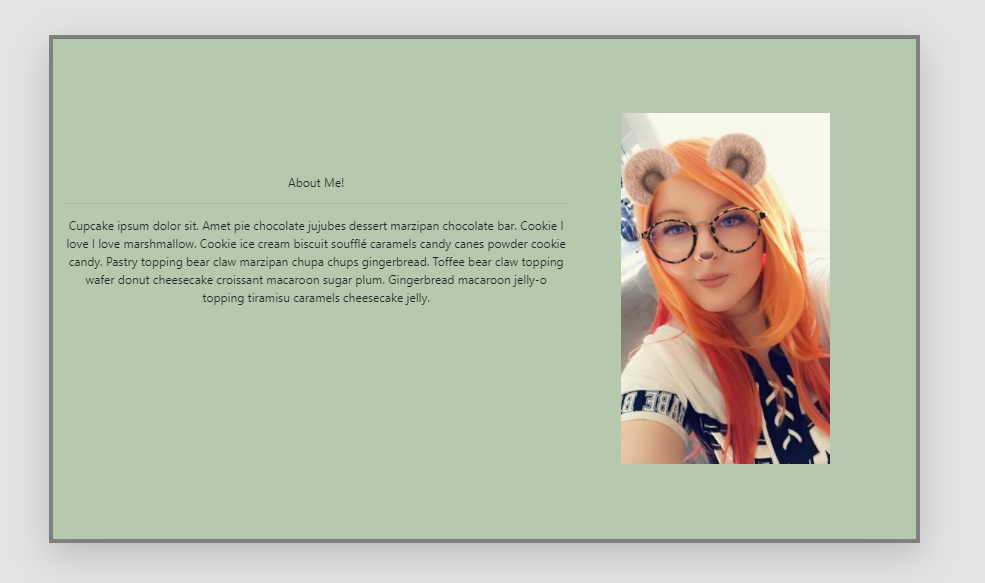 About Me!
Cupcake ipsum dolor sit. Amet pie chocolate jujubes dessert marzipan chocolate bar. Cookie I
love I love marshmallow. Cookie ice cream biscuit soufflé caramels candy canes powder cookie
candy. Pastry topping bear claw marzipan chupa chups gingerbread. Toffee bear claw topping
wafer donut cheesecake croissant macaroon sugar plum. Gingerbread macaroon jelly-o
topping tiramisu caramels cheesecake jelly.